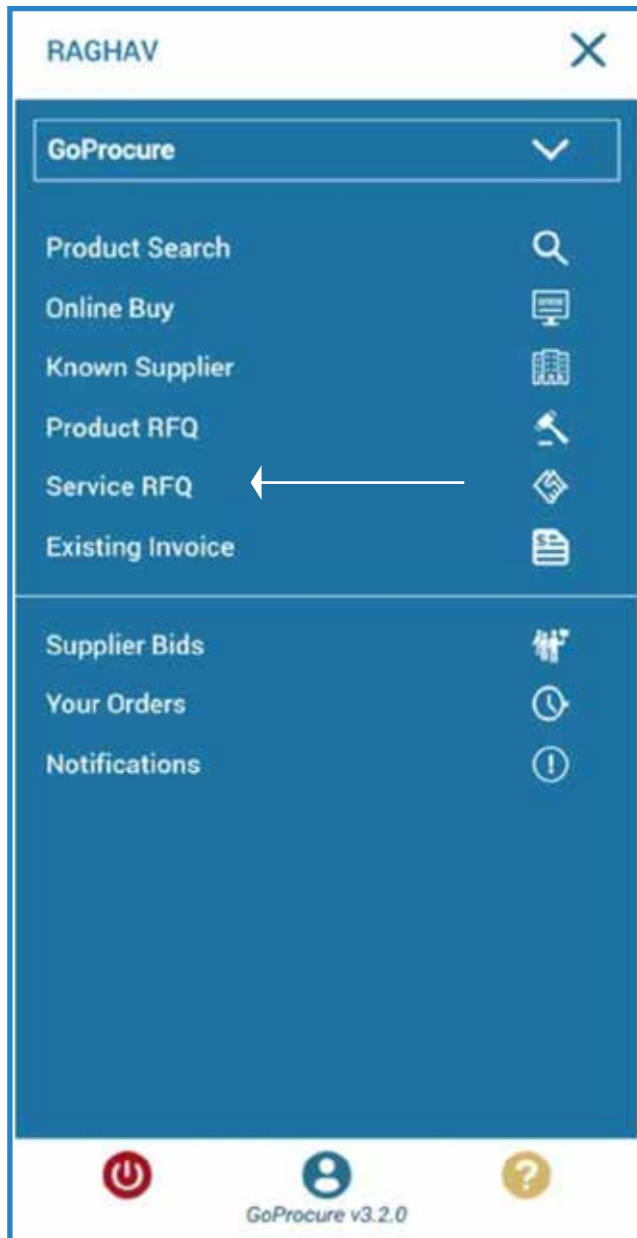 RAGHAV
GoProcure
Product Search
Online Buy
Known Supplier
Product RFQ
Service RFQ
Existing Invoice
Supplier Bids
Your Orders
Notifications
GoProcure v3.2.0